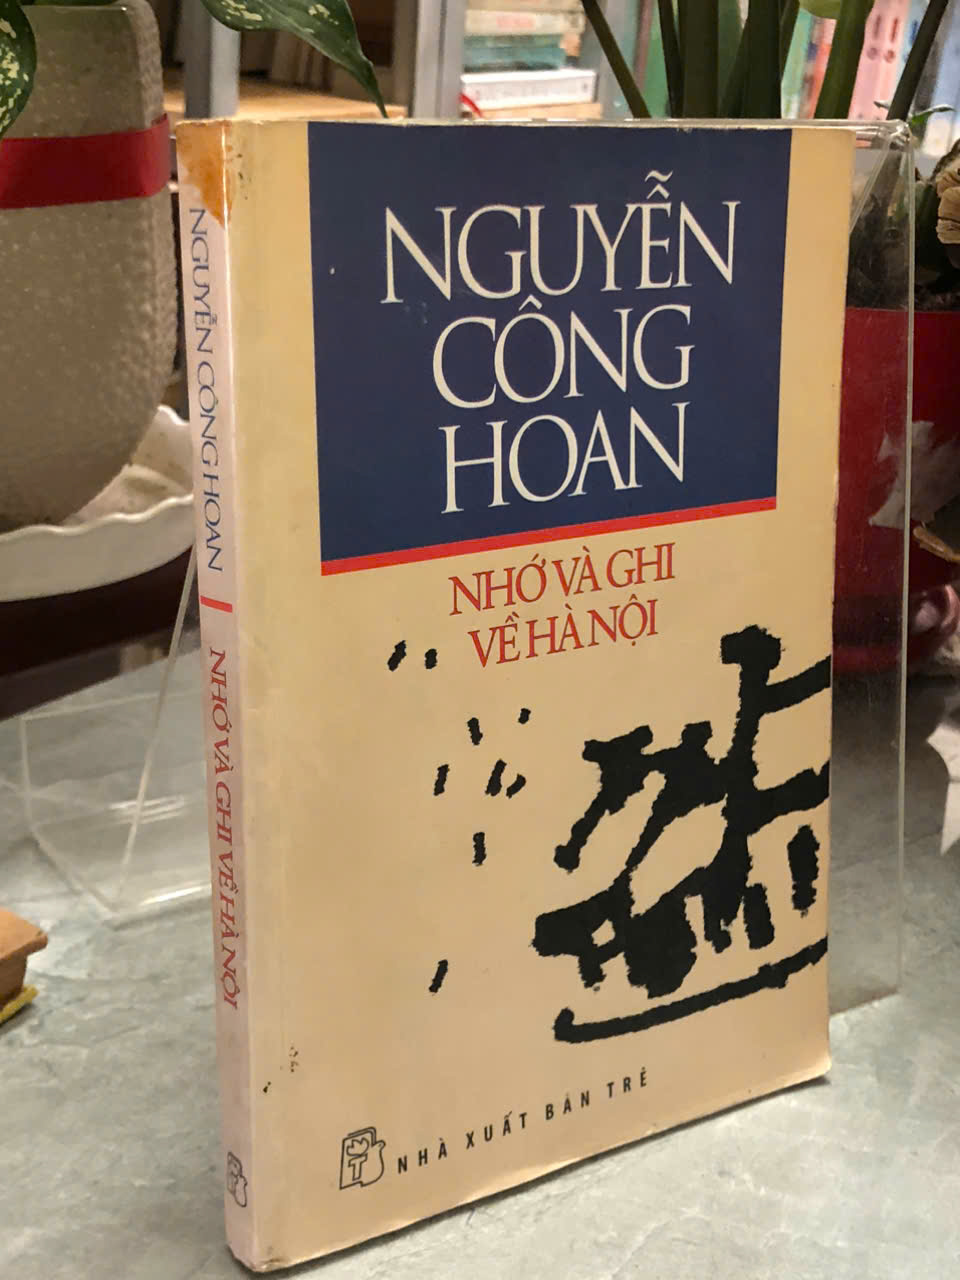 NGUYỄN
CÔNG
HOAN
NHỚ VÀ GHI
VỀ HÀ NỘI
NHÀ XUẤT BẢN TRẺ
NGUYỄN CÔNG HOAN
NHỚ VÀ GHI VỀ HÀ NỘI